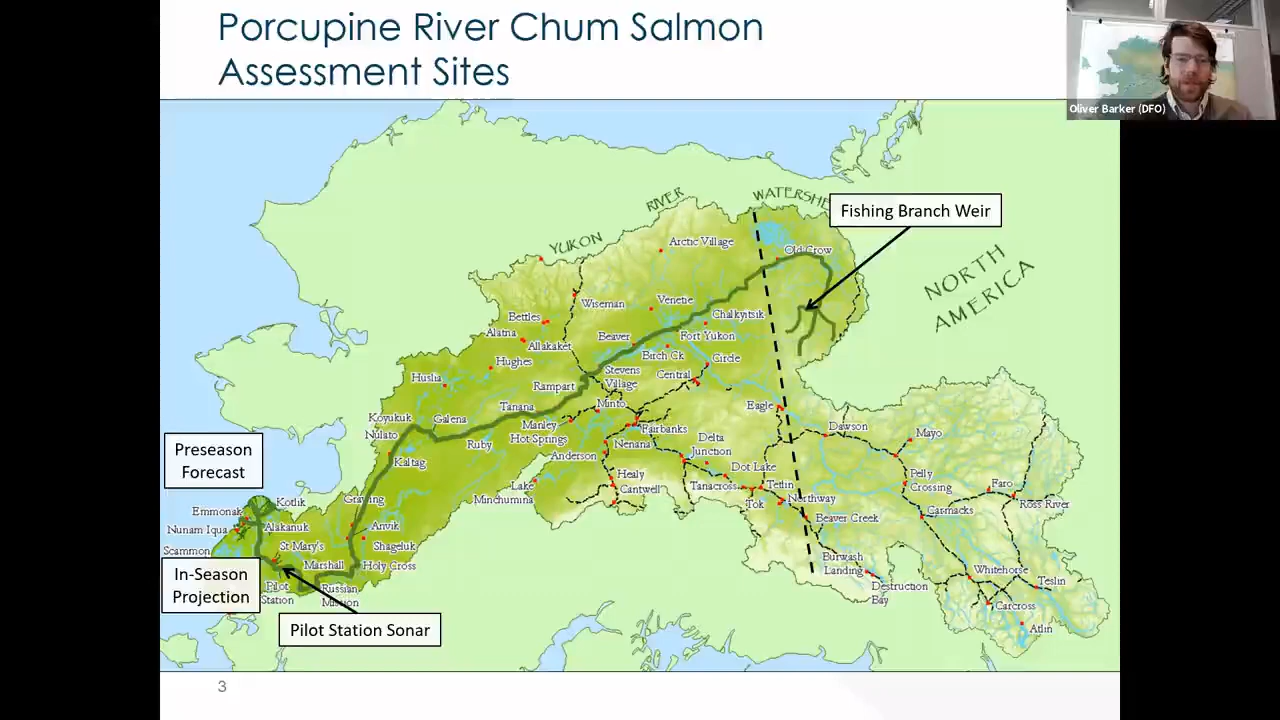 Porcupine River Chum Salmon
Assessment Sites
Oliver Barker (DFO)
YUKON
RIVER
WATERSHE
Fishing Branch Weir
NORTH
AMERICA
Arctic Village
Old Crow
Wiseman
Venetie
Bettles
Chalkyitsik
Alatna
Beaver
Fort Yukon
Allakaket
Birch Ck
Circle
Hughes
Stevens
Village
Central
Huslia
Rampart
Tanana
Minto
Eagle
Koyukuk
Galena
Manley
Hot Springs
Fairbanks
Dawson
Mayo
Nulato
Ruby
Nenana
Delta
Junction
Preseason
Forecast
Kaltag
Anderson
Dot Lake
Healy
Pelly
Crossing
Lake
Minchumina
Cantwell
Tanacross
Tetlin
Faro
Kotlik
Grayling
Tok
Northway
Ross River
Emmonak
Alakanuk
Anvik
Beaver Creek
Carmacks
Nunam Iqua
St Mary's
Shageluk
Scammon
Marshall
Holy Cross
Burwash
Landing
Whitehorse
In-Season
Projection
Pilot
Station
Russian
Mission
Destruction
Bay
Teslin
Carcross
Pilot Station Sonar
Atlin
3